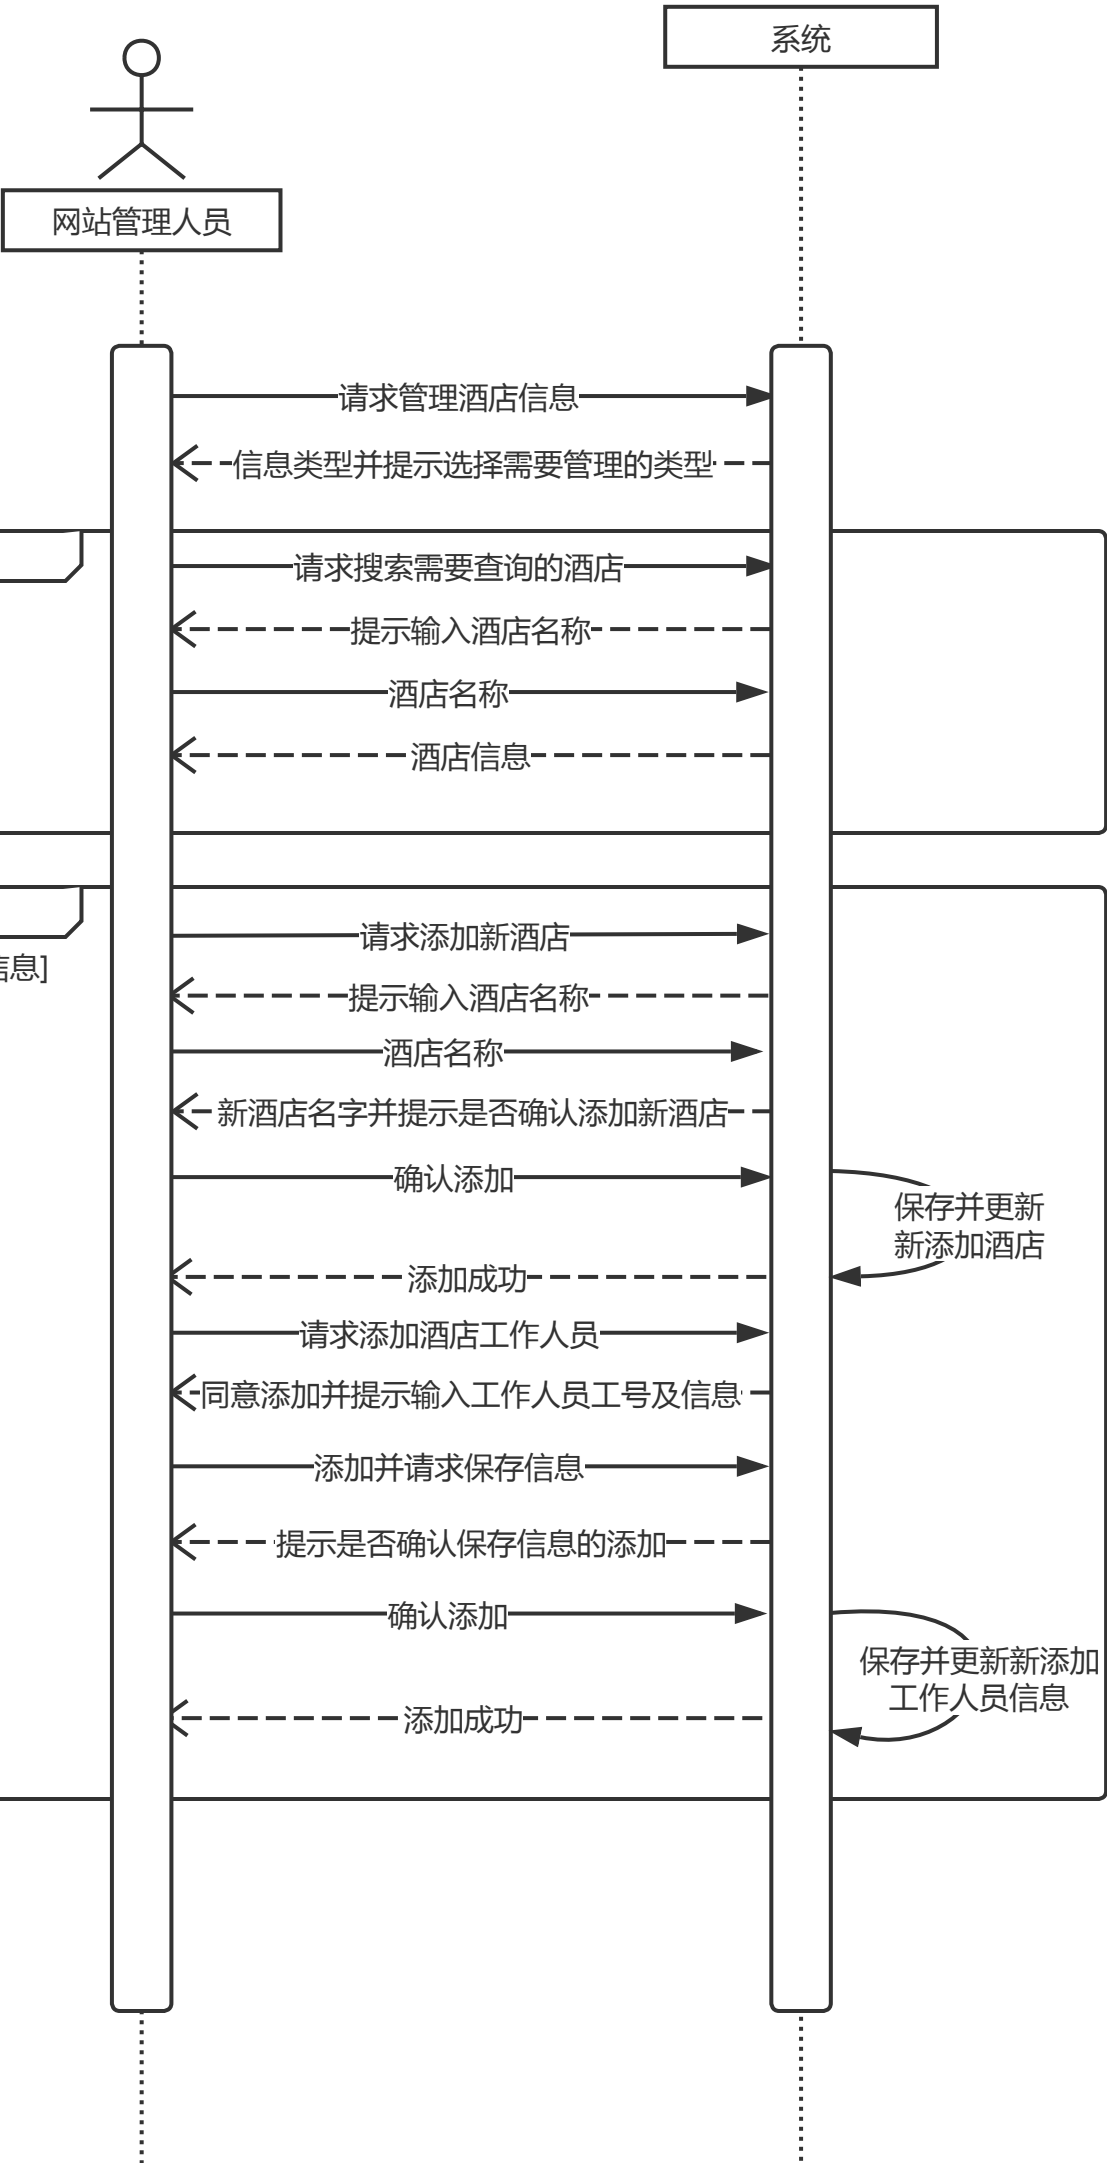 系统
网站管理人员
请求管理酒店信息
信息类型并提示选择需要管理的类型
请求搜索需要查询的酒店
提示输入酒店名称
酒店名称
酒店信息
请求添加新酒店
息]
提示输入酒店名称
酒店名称
新酒店名字并提示是否确认添加新酒店
确认添加
保存并更新
新添加酒店
添加成功
请求添加酒店工作人员
同意添加并提示输入工作人员工号及信息
添加并请求保存信息
提示是否确认保存信息的添加
确认添加
保存并更新新添加
工作人员信息
添加成功